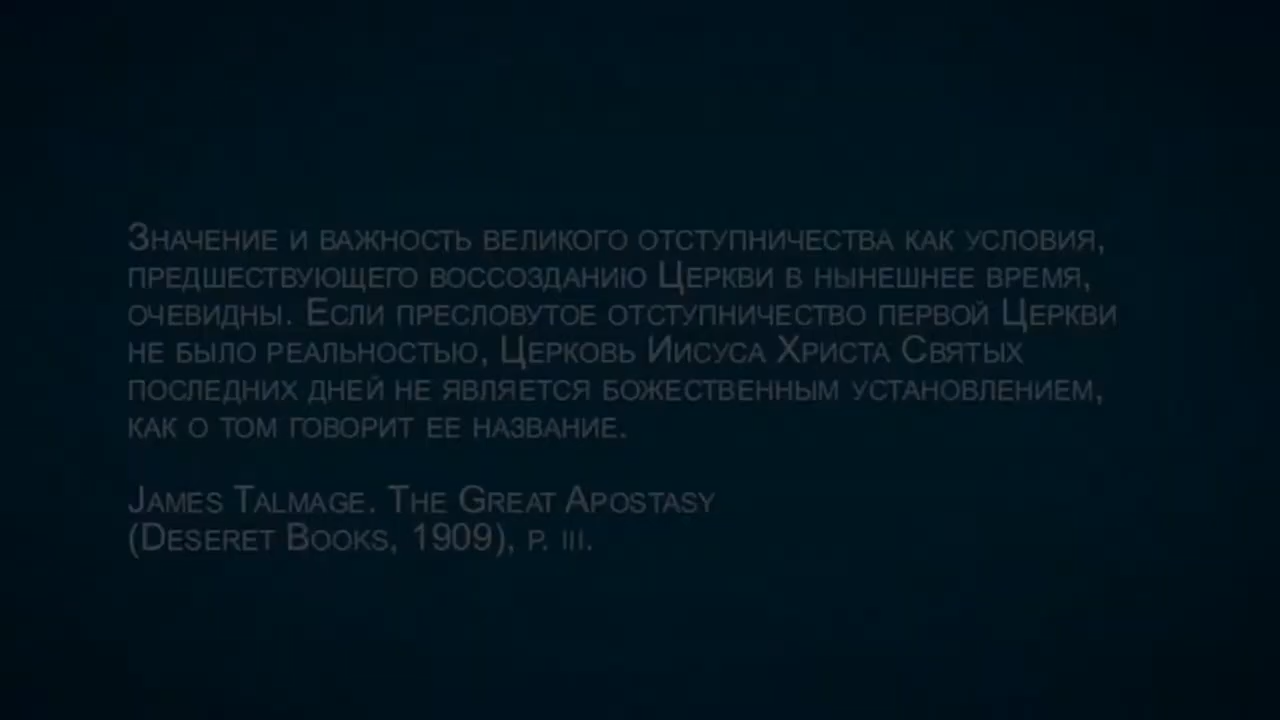 Значение и важность великого отступничества как условия,
предшествующего воссозданию Церкви в нынешнее время,
очевидны. Если пресловутое отступничество первой Церкви
не было реальностью, Церковь Иисуса Христа Святых
последних дней не является божественным установлением,
как о том говорит ее название.
James Talmage. The Great Apostasy
(Deseret Books, 1909), p. iii.